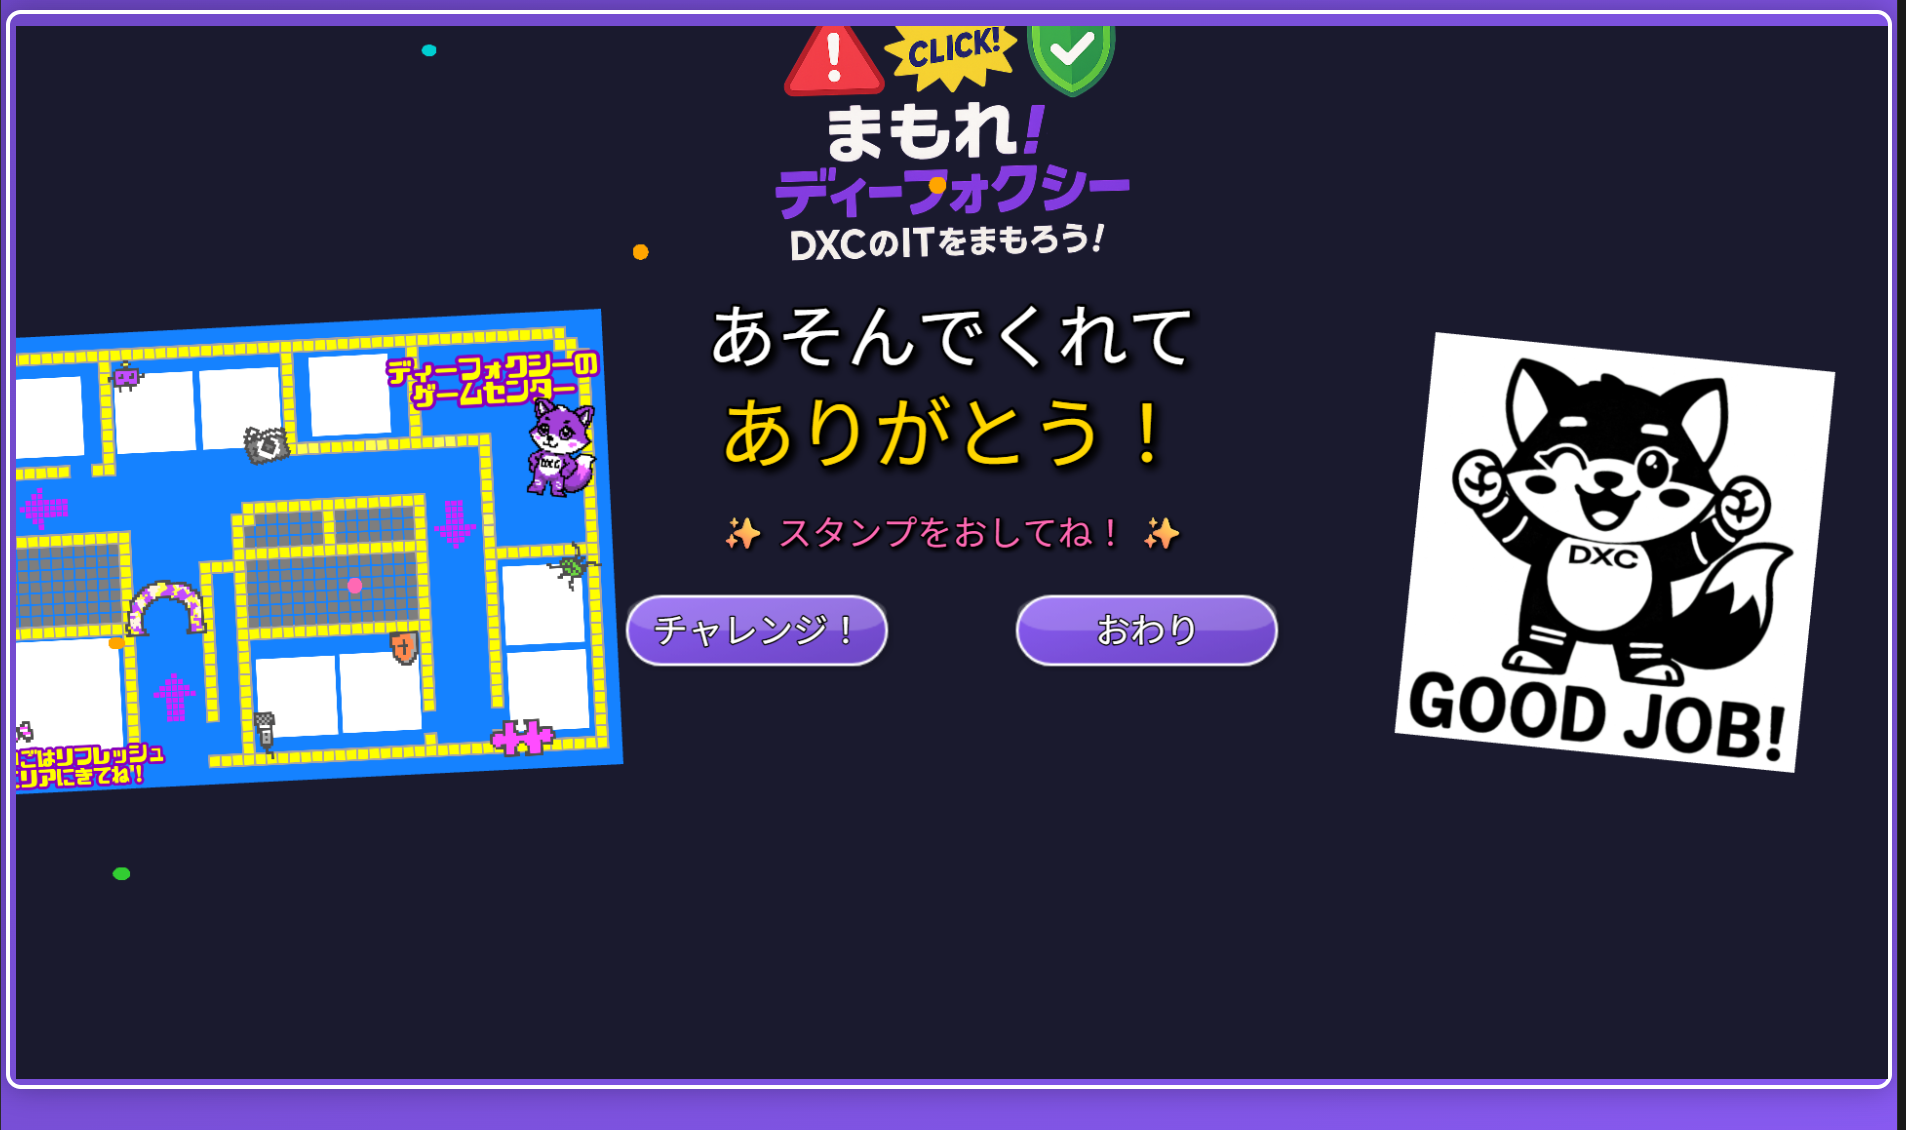 CLICK!
まもれ!
ディーフォクシー
DXCのITをまもろう!
あそんでくれて
ありがとう！
✨ スタンプをおしてね！ ✨
チャレンジ！
おわり
ディーフォクシーの
ゲームセンター
DXC
ごはリフレッシュ
リアにきてね!
DXC
GOOD JOB!